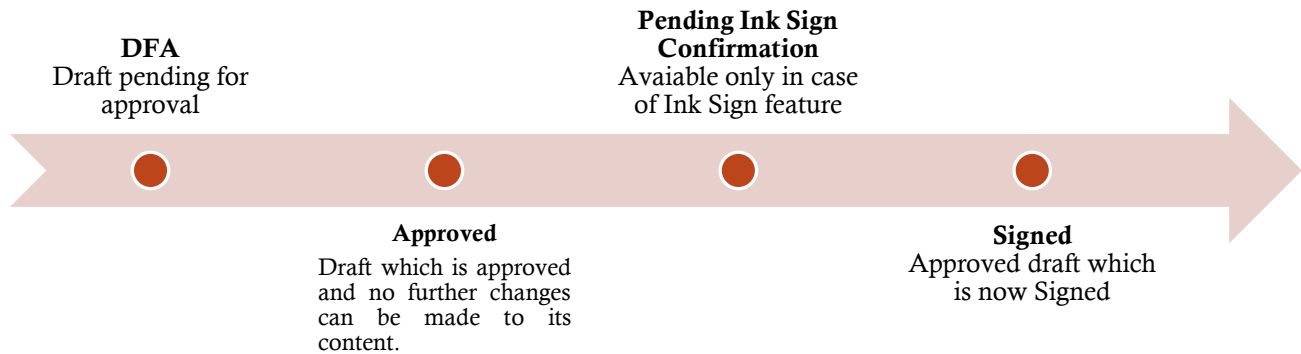 DFA
Draft pending for
approval
Approved
Draft which is approved
and no further changes
can be made to its
content.
Pending Ink Sign
Confirmation
Avaiable only in case
of Ink Sign feature
Signed
Approved draft which
is now Signed